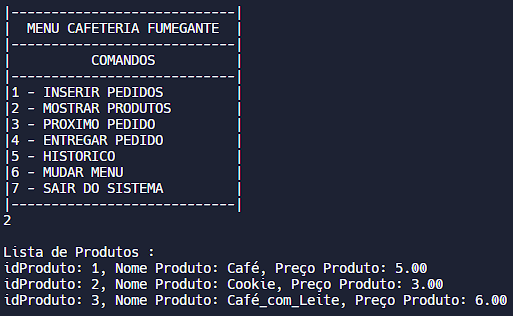 |----------------------------|
|  MENU CAFETERIA FUMEGANTE  |
|----------------------------|
|          COMANDOS          |
|----------------------------|
|1 - INSERIR PEDIDOS         |
|2 - MOSTRAR PRODUTOS        |
|3 - PROXIMO PEDIDO          |
|4 - ENTREGAR PEDIDO         |
|5 - HISTORICO               |
|6 - MUDAR MENU              |
|7 - SAIR DO SISTEMA         |
|----------------------------|
2
Lista de Produtos :
idProduto: 1, Nome Produto: Café, Preço Produto: 5.00
idProduto: 2, Nome Produto: Cookie, Preço Produto: 3.00
idProduto: 3, Nome Produto: Café_com_Leite, Preço Produto: 6.00